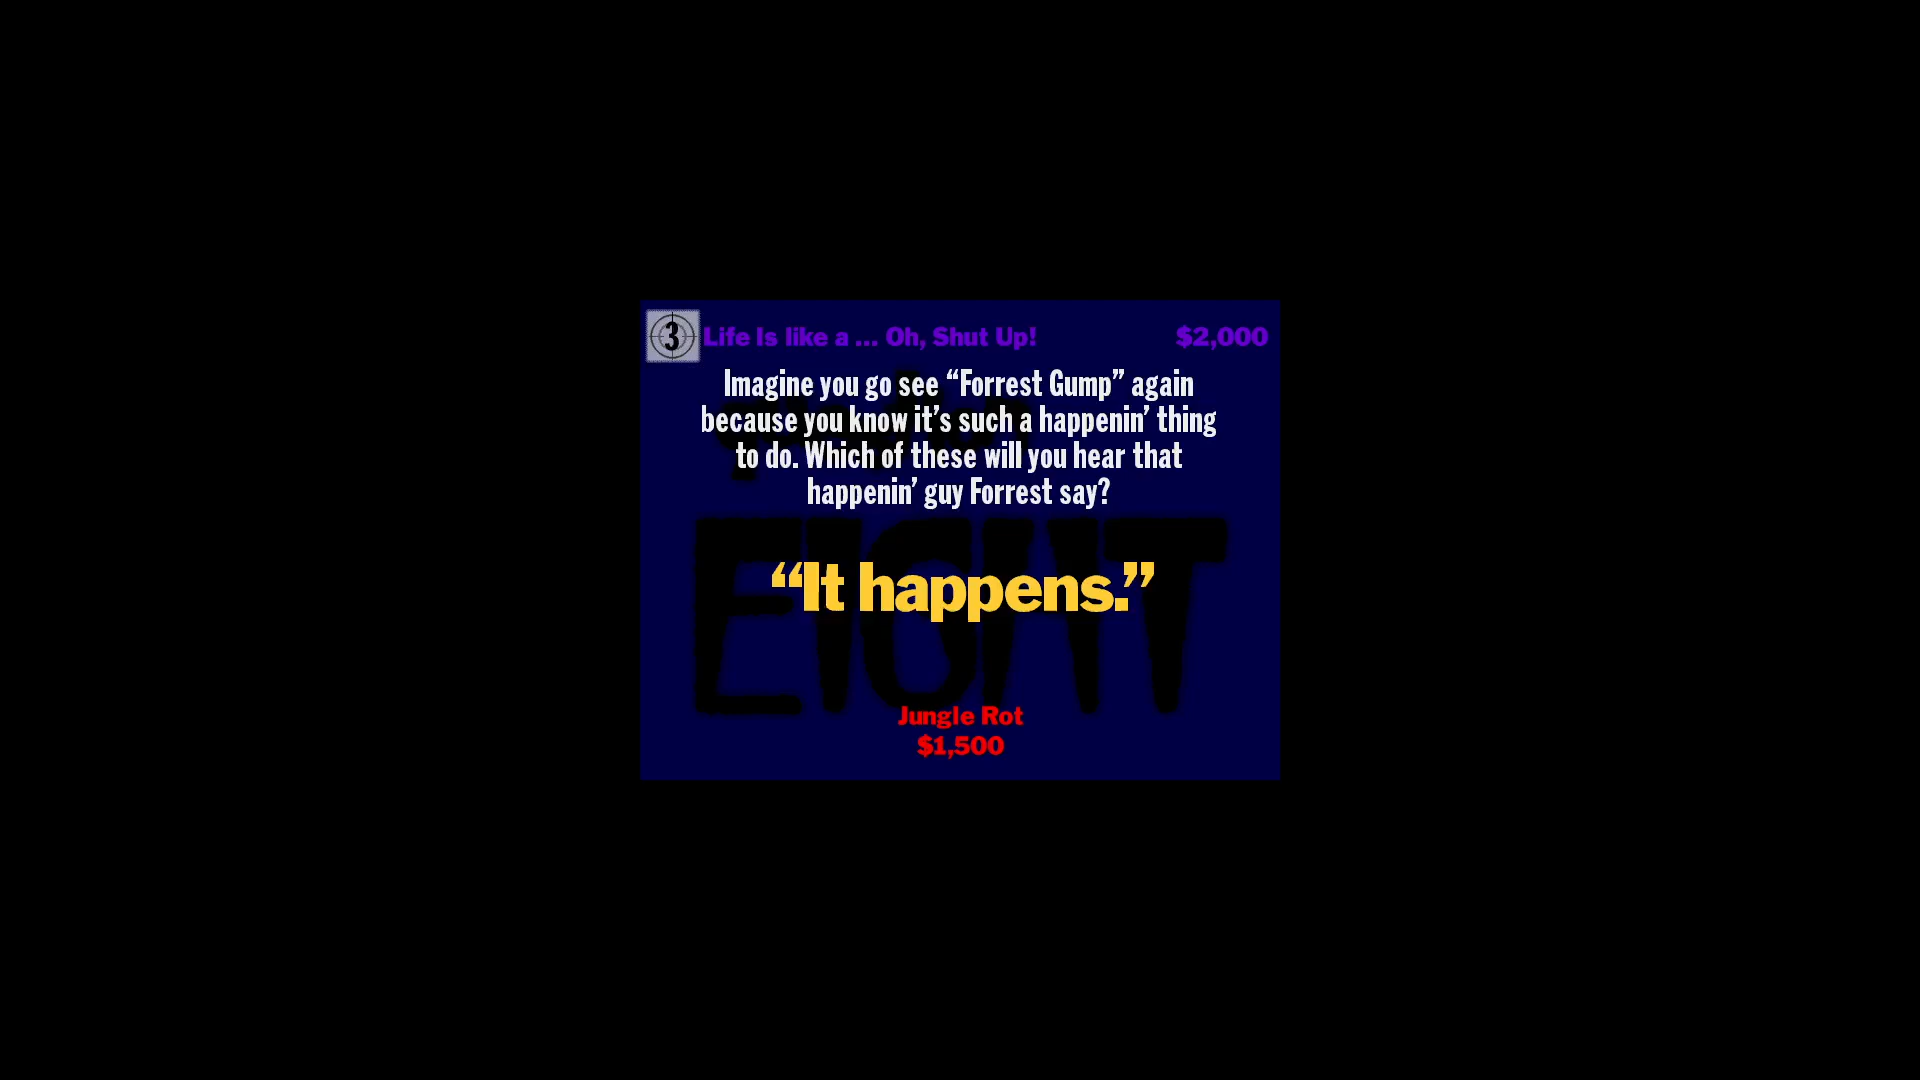 3
Life Is like a ... Oh, Shut Up!
$2,000
Imagine you go see “Forrest Gump” again
because you know it’s such a happenin’ thing
to do. Which of these will you hear that
happenin’ guy Forrest say?
EIGHT
“It happens.”
Jungle Rot
$1,500